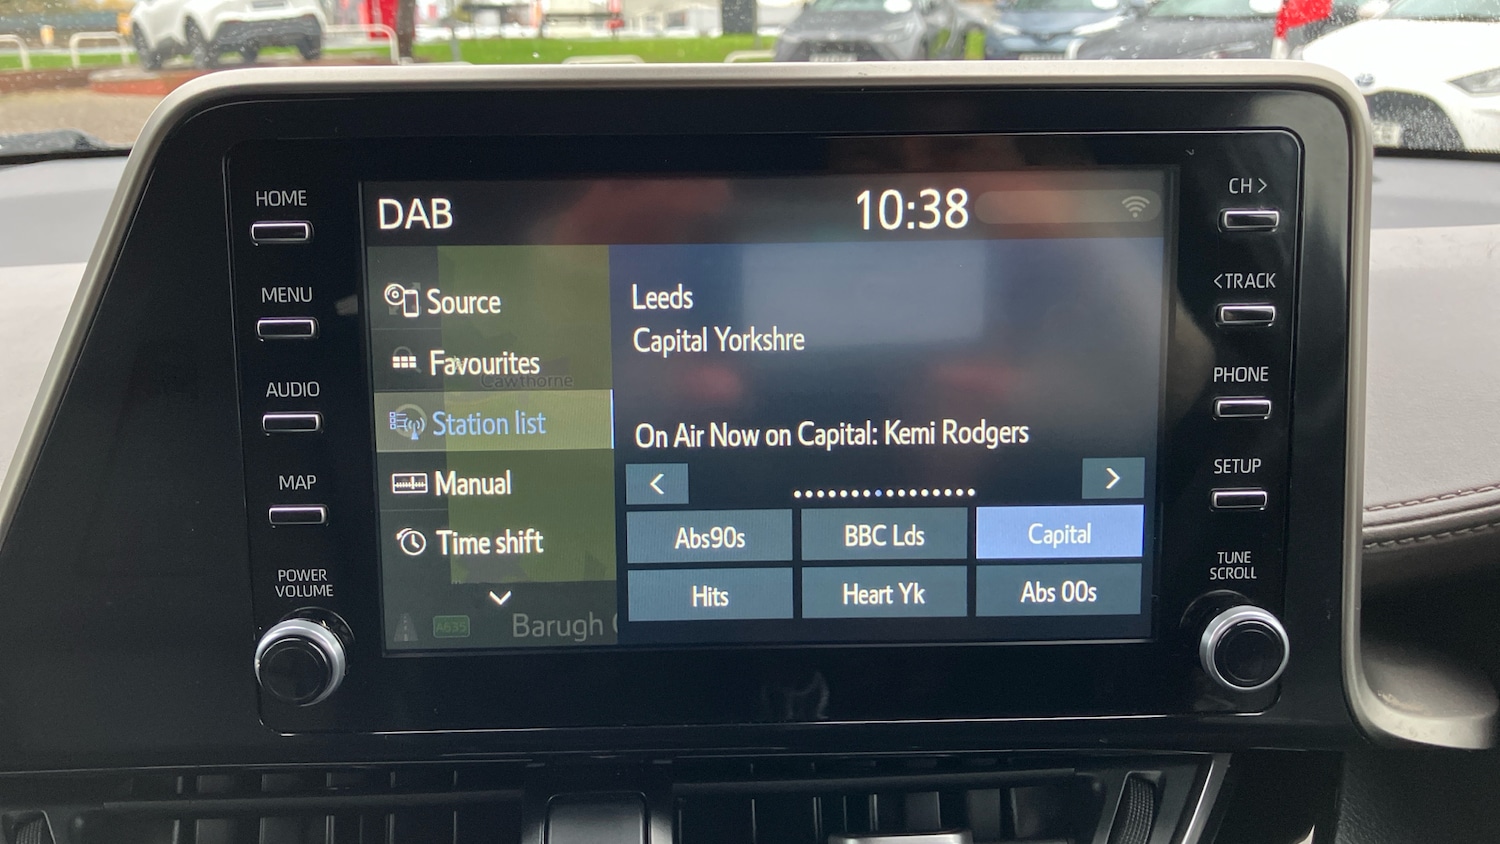 HOME
MENU
AUDIO
MAP
POWER
VOLUME
DAB
10:38
Source
Favourites
Cawthorne
Station list
Manual
Time shift
A635
Barugh
Leeds
Capital Yorkshre
On Air Now on Capital: Kemi Rodgers
<
>
Abs90s
BBC Lds
Capital
Hits
Heart Yk
Abs 00s
CH >
< TRACK
PHONE
SETUP
TUNE
SCROLL